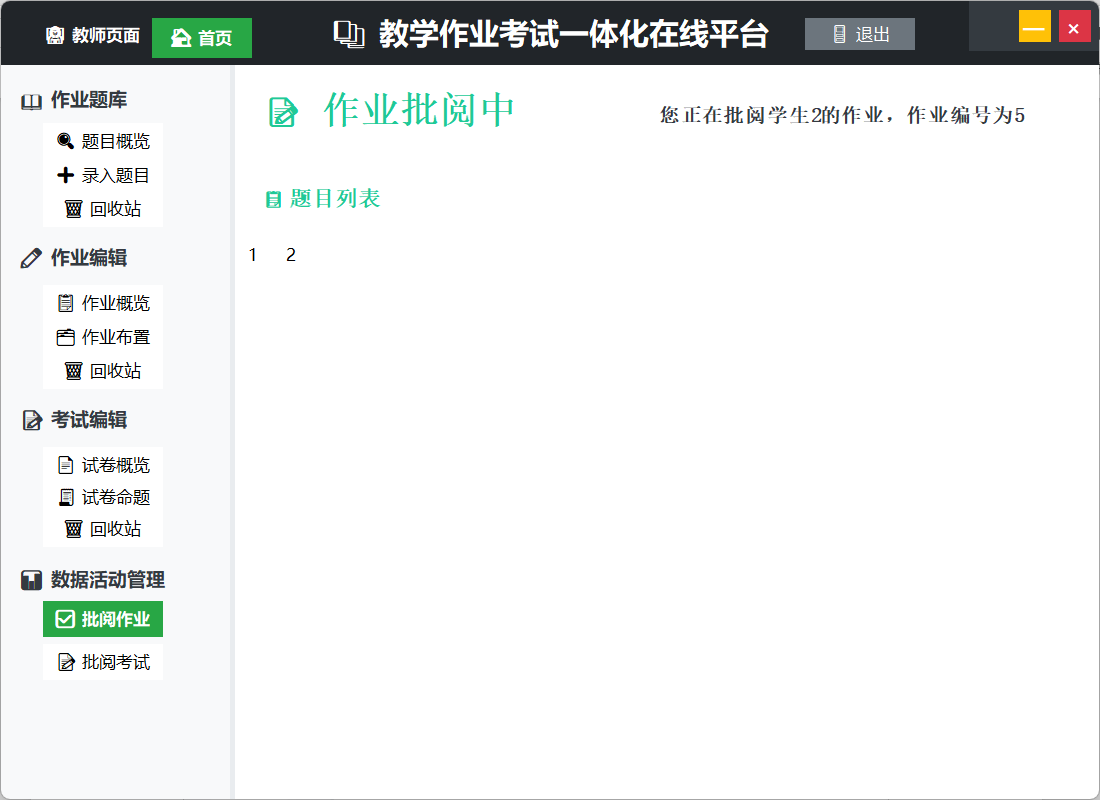 教师页面 首页 教学作业考试一体化在线平台 退出
作业题库
题目概览
录入题目
回收站
作业编辑
作业概览
作业布置
回收站
考试编辑
试卷概览
试卷命题
回收站
数据活动管理
批阅作业
批阅考试
作业批阅中 您正在批阅学生2的作业，作业编号为5
题目列表
1 2